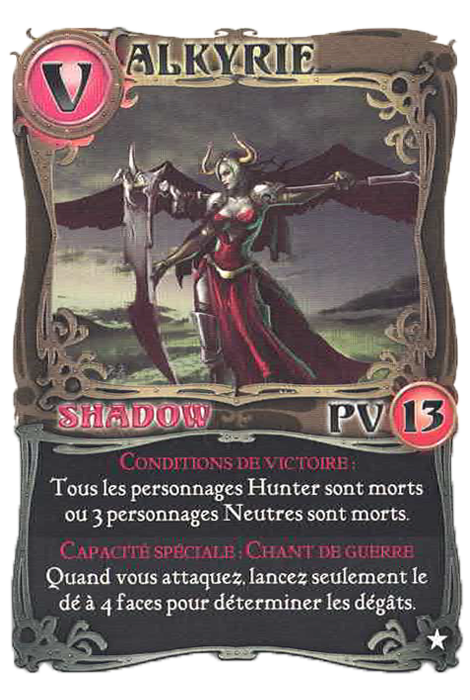 VALKYRIE
SHADOW PV 13
CONDITIONS DE VICTOIRE :
Tous les personnages Hunter sont morts
ou 3 personnages Neutres sont morts.
CAPACITÉ SPÉCIALE : CHANT DE GUERRE
Quand vous attaquez, lancez seulement le
dé à 4 faces pour déterminer les dégâts.